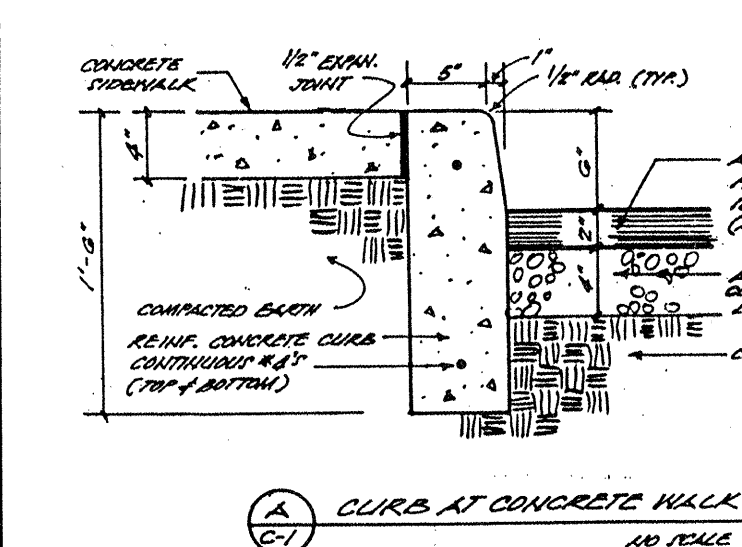 CONCRETE
SIDEWALK
1/2" EXPAN.
JOINT
5"
1"
1/2" RAD. (TYP.)
4"
1'-6"
6"
2"
4"
COMPACTED EARTH
REINF. CONCRETE CURB
CONTINUOUS #4'S
(TOP & BOTTOM)
A
C-1
CURB AT CONCRETE WALK
NO SCALE